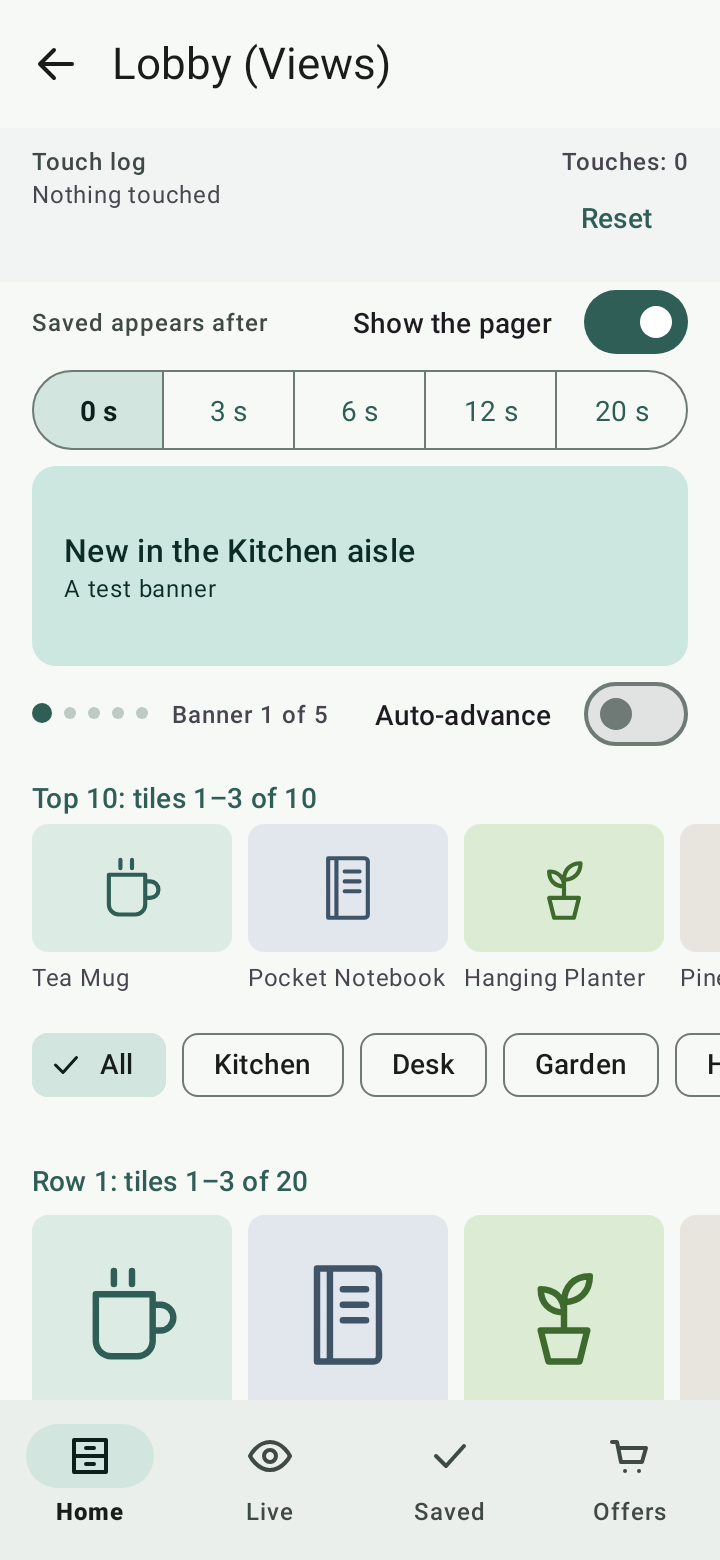 Lobby (Views)
Touch log
Touches: 0
Nothing touched
Reset
Saved appears after
Show the pager
0 s
3 s
6 s
12 s
20 s
New in the Kitchen aisle
A test banner
Banner 1 of 5
Auto-advance
Top 10: tiles 1–3 of 10
Tea Mug
Pocket Notebook
Hanging Planter
Pine
All
Kitchen
Desk
Garden
H
Row 1: tiles 1–3 of 20
Home
Live
Saved
Offers